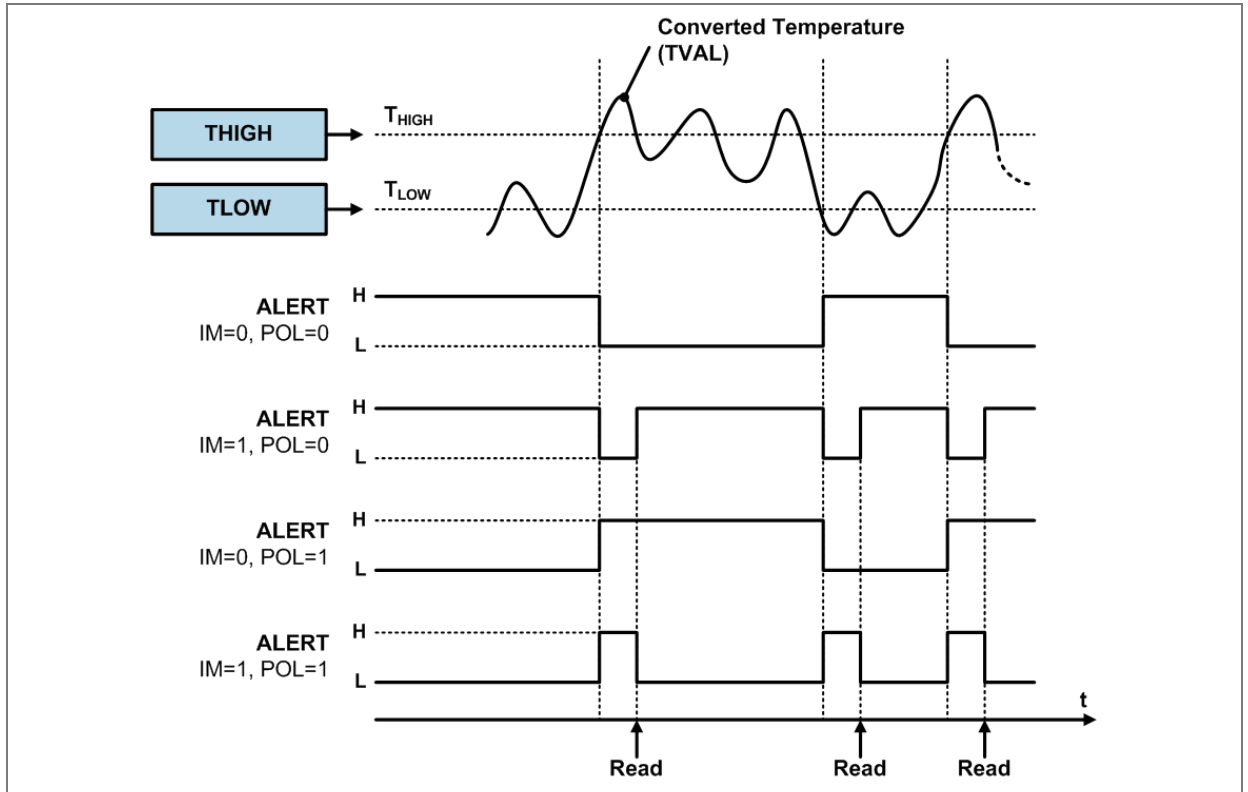 Converted Temperature
(TVAL)
THIGH
THIGH
TLOW
TLOW
ALERT
IM=0, POL=0
H
L
ALERT
IM=1, POL=0
H
L
ALERT
IM=0, POL=1
H
L
ALERT
IM=1, POL=1
H
L
t
Read
Read
Read